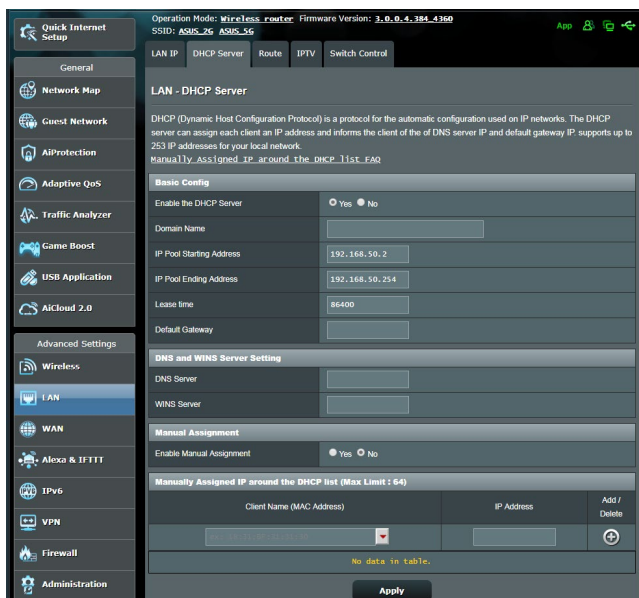 Operation Mode: Wireless router Firmware Version: 3.0.0.4.384_4360
SSID: ASUS_2G ASUS_5G
App
Quick Internet
Setup
General
Network Map
Guest Network
AiProtection
Adaptive QoS
Traffic Analyzer
Game Boost
USB Application
AiCloud 2.0
Advanced Settings
Wireless
LAN
WAN
Alexa & IFTTT
IPv6
VPN
Firewall
Administration
LAN IP
DHCP Server
Route
IPTV
Switch Control
LAN - DHCP Server
DHCP (Dynamic Host Configuration Protocol) is a protocol for the automatic configuration used on IP networks. The DHCP
server can assign each client an IP address and informs the client of the of DNS server IP and default gateway IP. supports up to
253 IP addresses for your local network.
Manually Assigned IP around the DHCP list FAQ
Basic Config
Enable the DHCP Server Yes No
Domain Name
IP Pool Starting Address 192.168.50.2
IP Pool Ending Address 192.168.50.254
Lease time 86400
Default Gateway
DNS and WINS Server Setting
DNS Server
WINS Server
Manual Assignment
Enable Manual Assignment Yes No
Manually Assigned IP around the DHCP list (Max Limit : 64)
Client Name (MAC Address) IP Address Add /
Delete
No data in table.
Apply